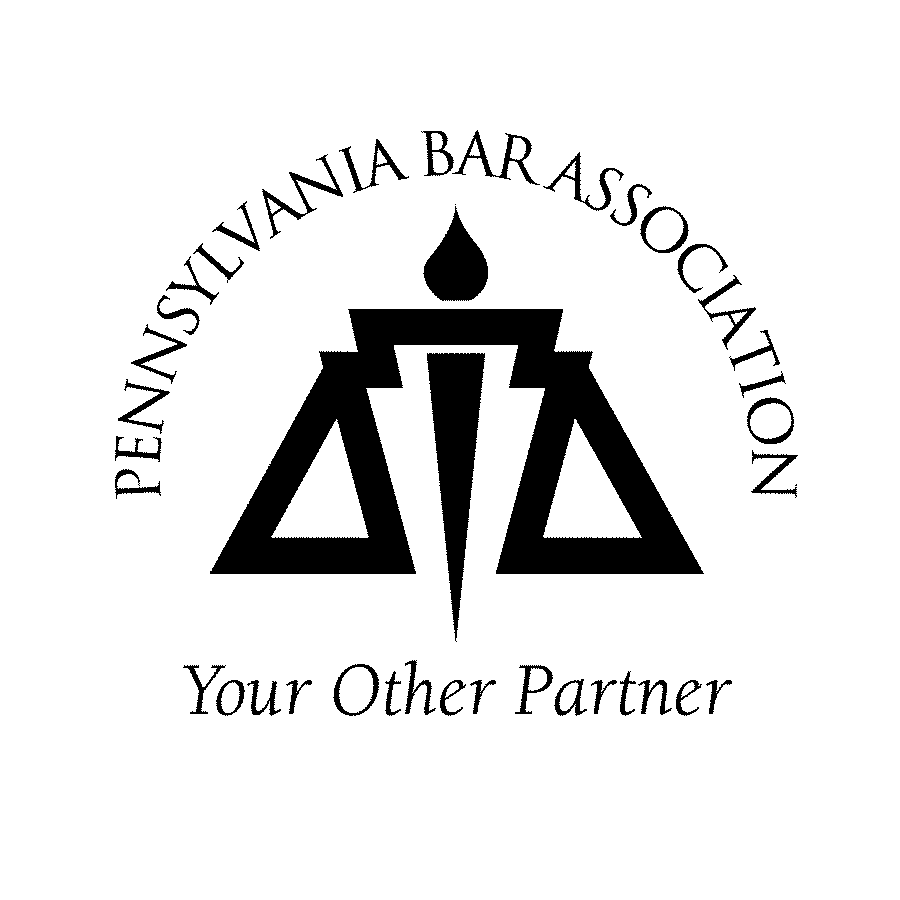 PENNSYLVANIA BAR ASSOCIATION
Your Other Partner